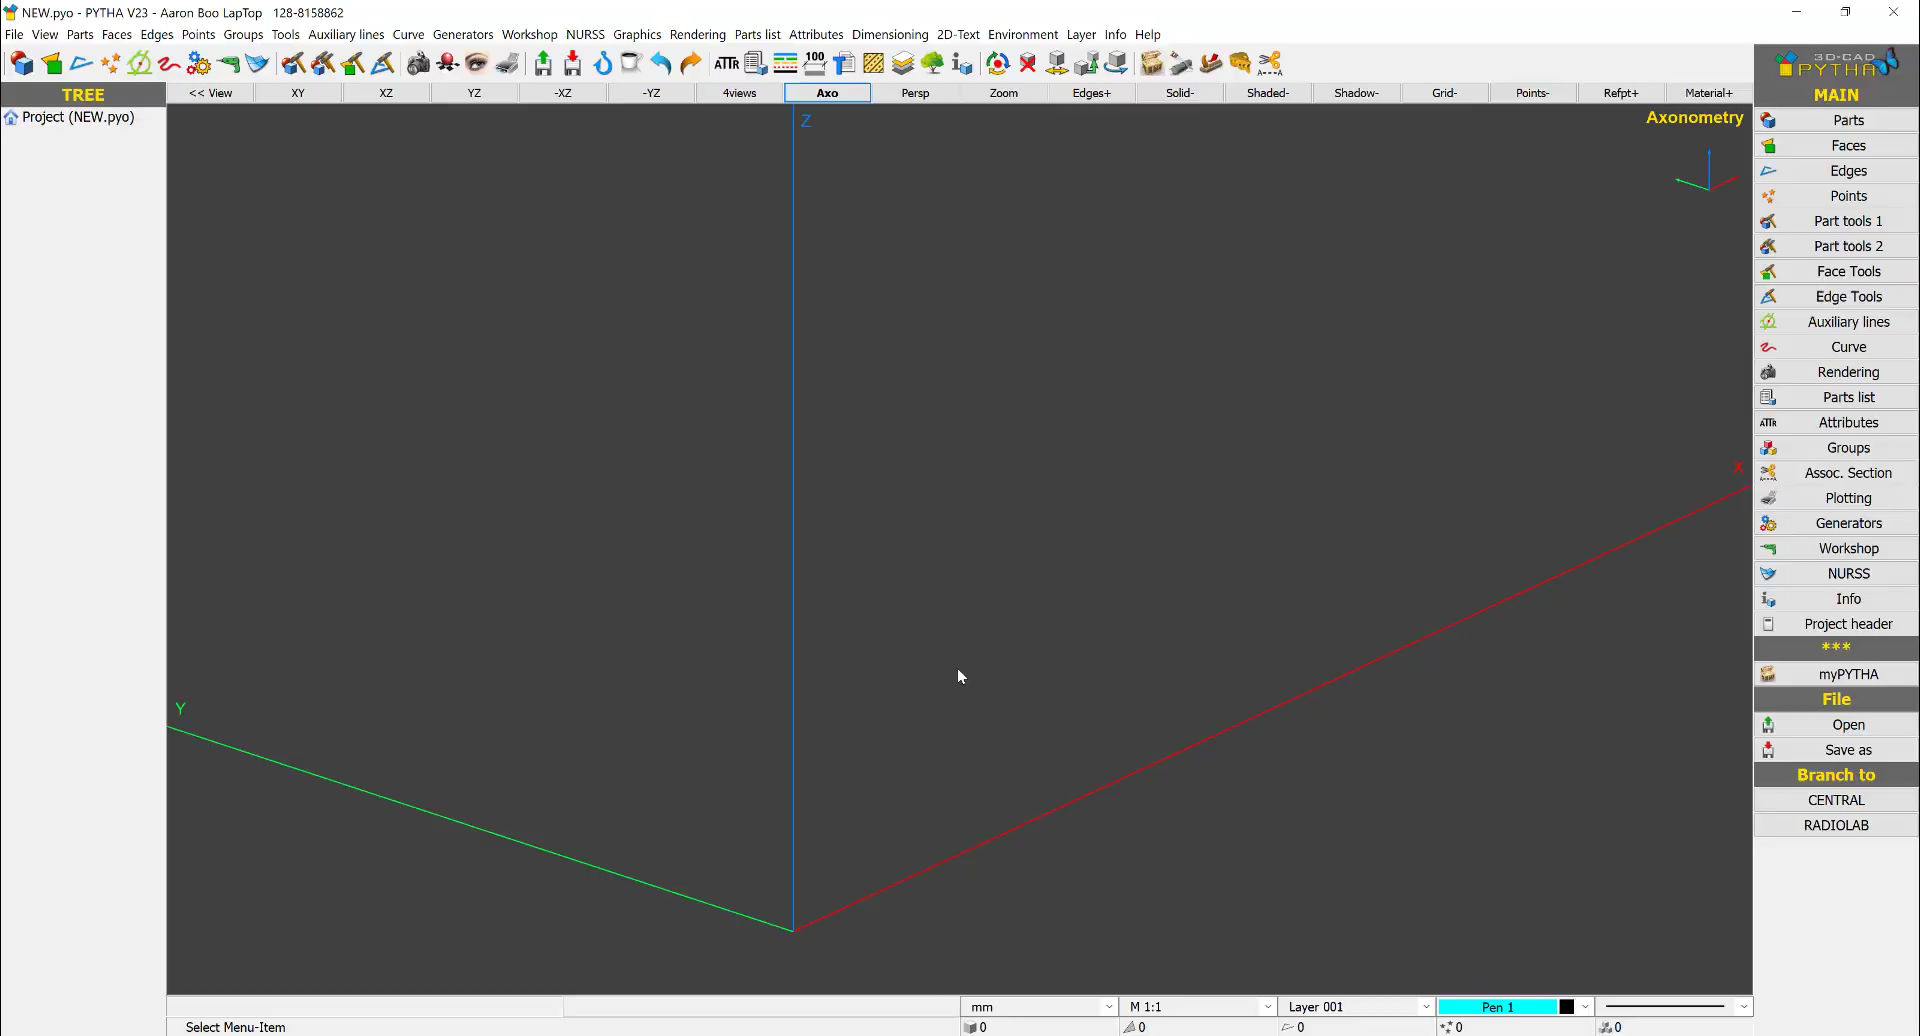 NEW.pyo - PYTHA V23 - Aaron Boo LapTop 128-8158862
File View Parts Faces Edges Points Groups Tools Auxiliary lines Curve Generators Workshop NURSS Graphics Rendering Parts list Attributes Dimensioning 2D-Text Environment Layer Info Help
ATTR 100
3D-CAD
PYTHA
TREE
<< View XY XZ YZ -XZ -YZ 4views Axo Persp Zoom Edges+ Solid- Shaded- Shadow- Grid- Points- Refpt+ Material+
MAIN
Project (NEW.pyo)
Z
Axonometry
X
Y
Parts
Faces
Edges
Points
Part tools 1
Part tools 2
Face Tools
Edge Tools
Auxiliary lines
Curve
Rendering
Parts list
ATTR Attributes
Groups
Assoc. Section
Plotting
Generators
Workshop
NURSS
Info
Project header
***
myPYTHA
File
Open
Save as
Branch to
CENTRAL
RADIOLAB
mm M 1:1 Layer 001 Pen 1
Select Menu-Item 0 0 0 0 0